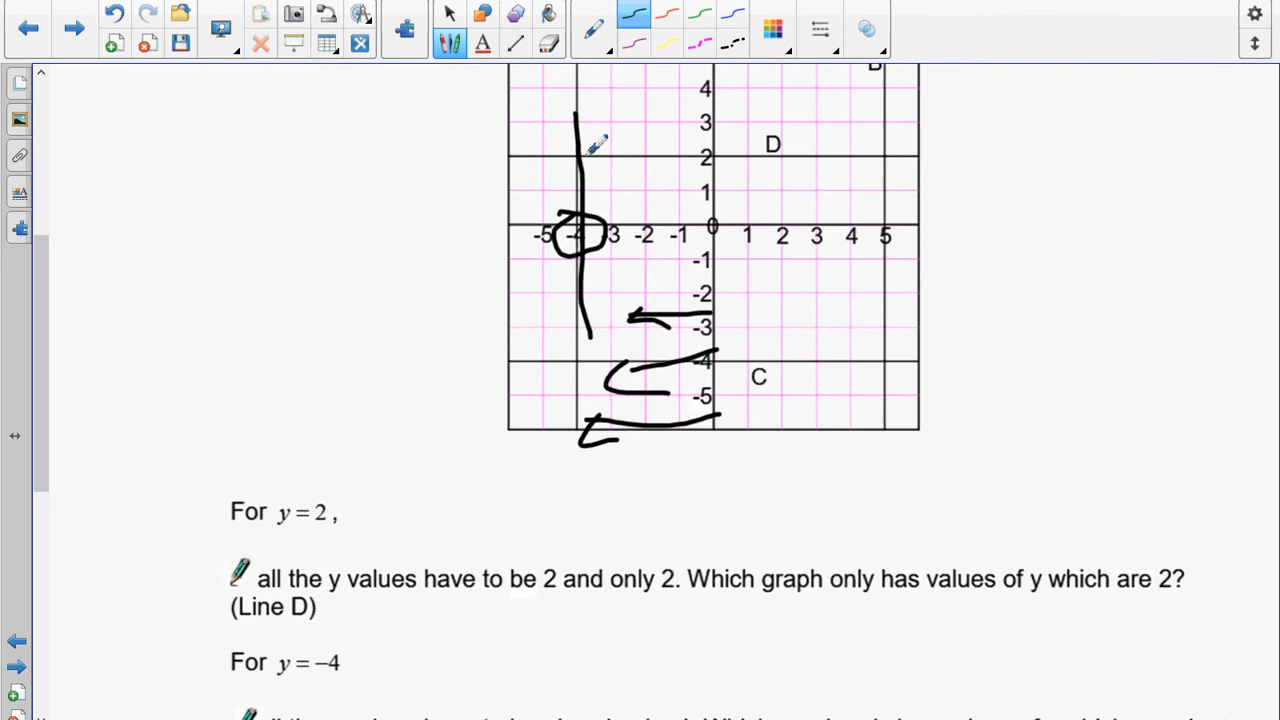 B
4
3
D
2
1
-5 -4 -3 -2 -1 0 1 2 3 4 5
-1
-2
-3
-4
C
-5
For y = 2 ,
all the y values have to be 2 and only 2. Which graph only has values of y which are 2?
(Line D)
For y = −4